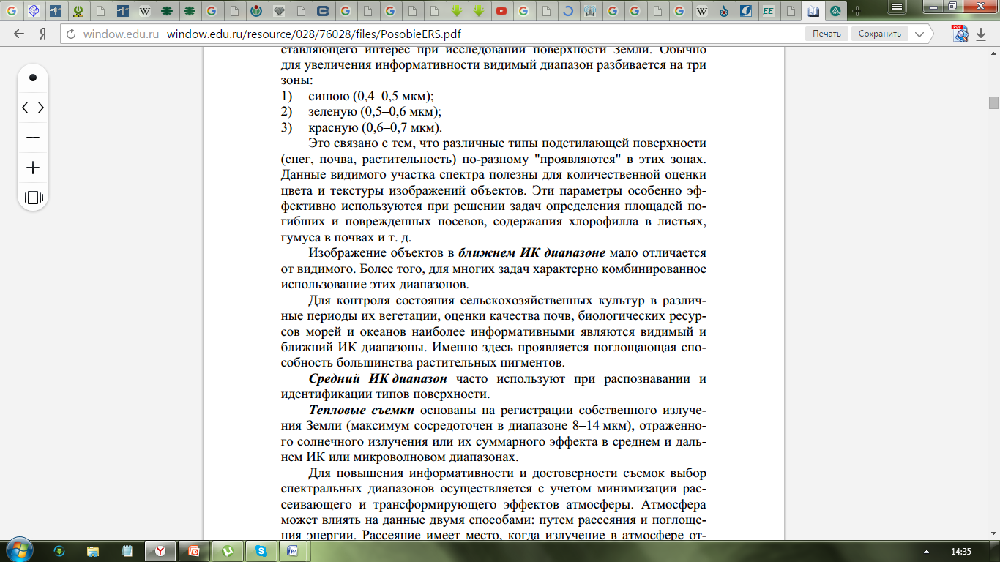 window.edu.ru window.edu.ru/resource/028/76028/files/PosobieERS.pdf Печать Сохранить
ставляющего интерес при исследовании поверхности Земли. Обычно
для увеличения информативности видимый диапазон разбивается на три
зоны:
1) синюю (0,4–0,5 мкм);
2) зеленую (0,5–0,6 мкм);
3) красную (0,6–0,7 мкм).
Это связано с тем, что различные типы подстилающей поверхности
(снег, почва, растительность) по-разному "проявляются" в этих зонах.
Данные видимого участка спектра полезны для количественной оценки
цвета и текстуры изображений объектов. Эти параметры особенно эф-
фективно используются при решении задач определения площадей по-
гибших и поврежденных посевов, содержания хлорофилла в листьях,
гумуса в почвах и т. д.
Изображение объектов в ближнем ИК диапазоне мало отличается
от видимого. Более того, для многих задач характерно комбинированное
использование этих диапазонов.
Для контроля состояния сельскохозяйственных культур в различ-
ные периоды их вегетации, оценки качества почв, биологических ресур-
сов морей и океанов наиболее информативными являются видимый и
ближний ИК диапазоны. Именно здесь проявляется поглощающая спо-
собность большинства растительных пигментов.
Средний ИК диапазон часто используют при распознавании и
идентификации типов поверхности.
Тепловые съемки основаны на регистрации собственного излуче-
ния Земли (максимум сосредоточен в диапазоне 8–14 мкм), отраженно-
го солнечного излучения или их суммарного эффекта в среднем и даль-
нем ИК или микроволновом диапазонах.
Для повышения информативности и достоверности съемок выбор
спектральных диапазонов осуществляется с учетом минимизации рас-
сеивающего и трансформирующего эффектов атмосферы. Атмосфера
может влиять на данные двумя способами: путем рассеяния и поглоще-
ния энергии. Рассеяние имеет место, когда излучение в атмосфере от-
14:35